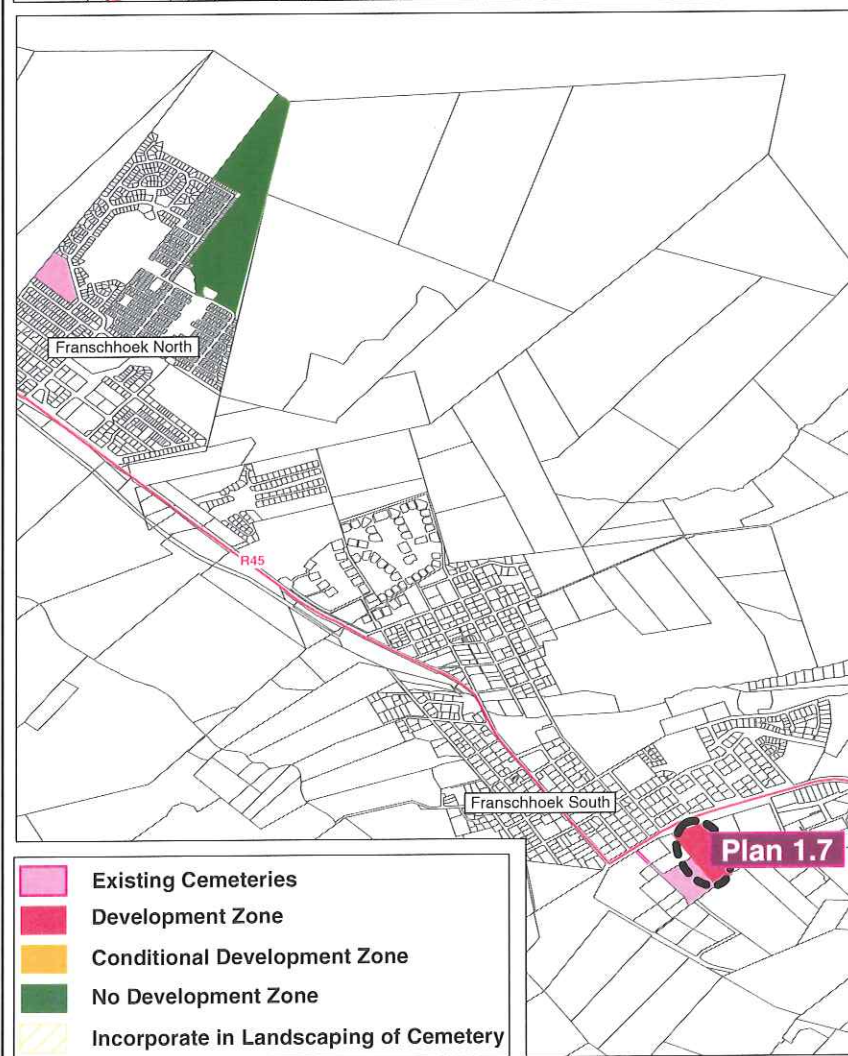 Franschhoek North
R45
Franschhoek South
Plan 1.7
Existing Cemeteries
Development Zone
Conditional Development Zone
No Development Zone
Incorporate in Landscaping of Cemetery